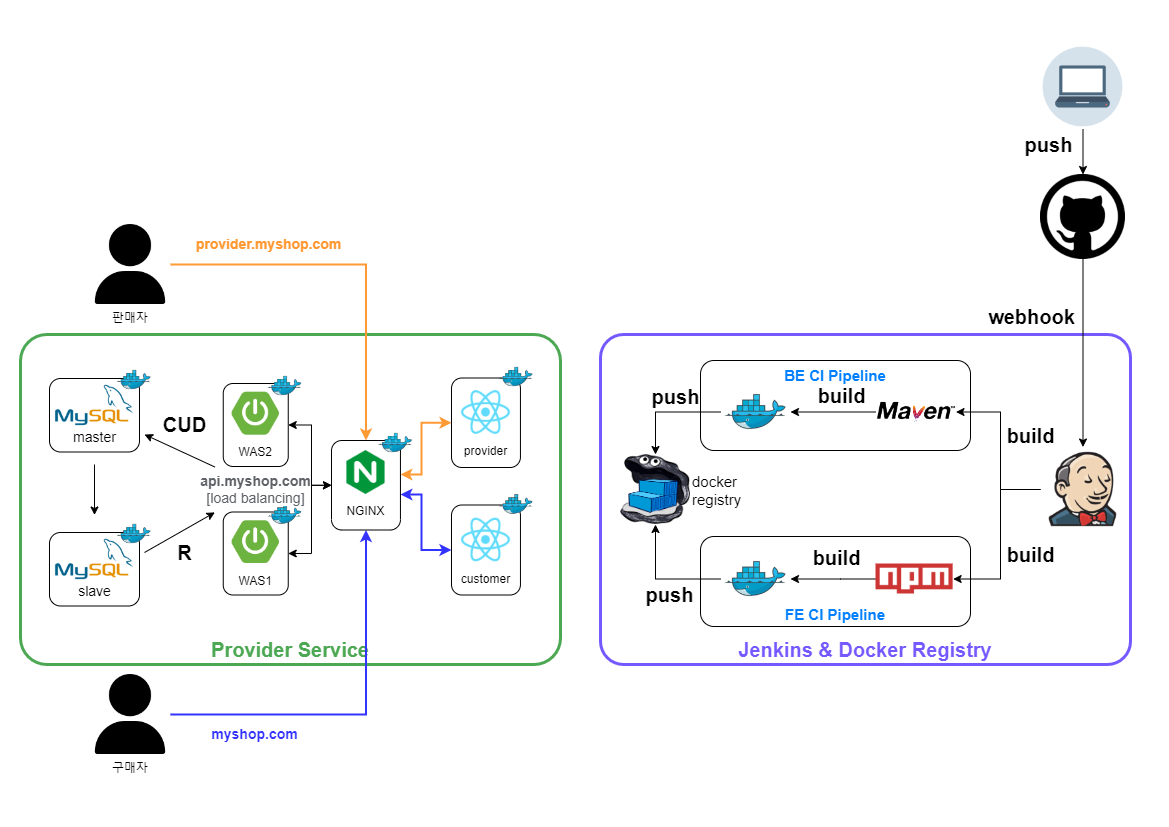 push
provider.myshop.com
판매자
webhook
MySQL
master
CUD
WAS2
api.myshop.com
[load balancing]
N
NGINX
provider
MySQL
slave
R
WAS1
customer
Provider Service
BE CI Pipeline
push
build
Maven™
build
docker
registry
build
npm
build
push
FE CI Pipeline
Jenkins & Docker Registry
myshop.com
구매자